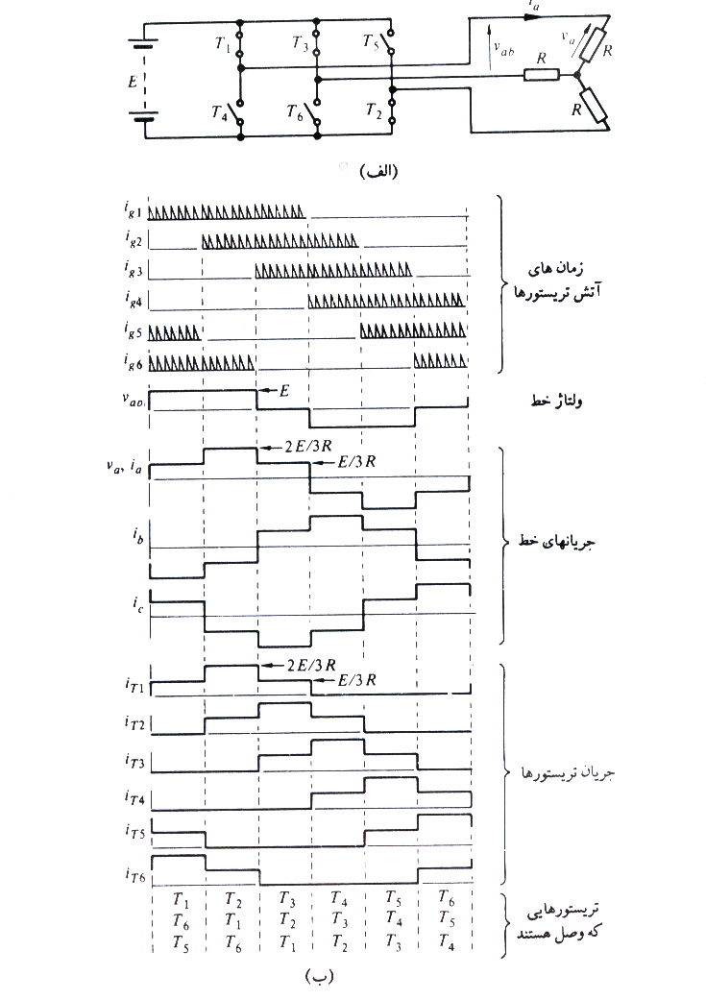 i_a
T_1
T_3
T_5
v_ab
v_a
R
R
E
T_4
T_6
T_2
R
(الف)
i_g1
i_g2
i_g3
i_g4
i_g5
i_g6
زمان های
آتش تریستورها
v_ab
E
ولتاژ خط
2E/3R
v_a, i_a
E/3R
i_b
جریانهای خط
i_c
2E/3R
i_T1
E/3R
i_T2
i_T3
جریان تریستورها
i_T4
i_T5
i_T6
T_1 T_2 T_3 T_4 T_5 T_6
T_6 T_1 T_2 T_3 T_4 T_5
T_5 T_6 T_1 T_2 T_3 T_4
تریستورهایی
که وصل هستند
(ب)